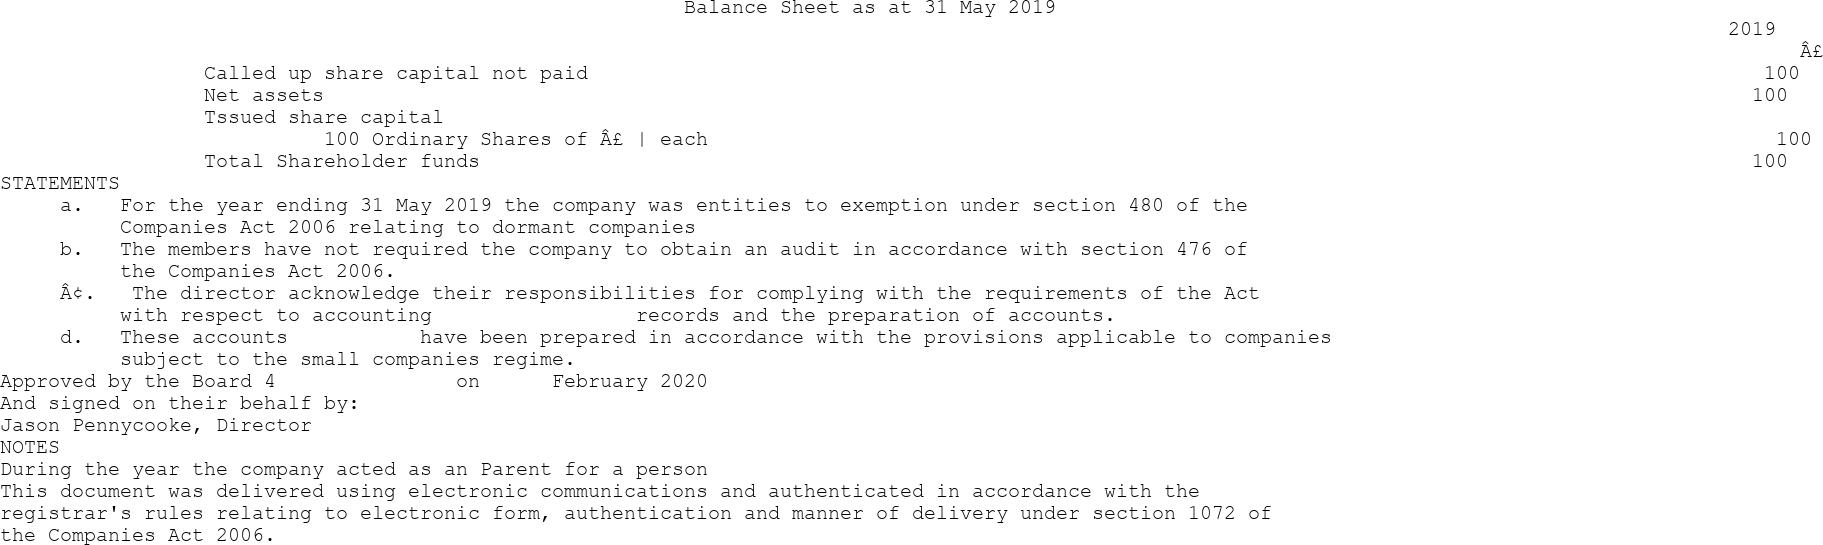 Balance Sheet as at 31 May 2019
2019
Â£
Called up share capital not paid 100
Net assets 100
Tssued share capital
100 Ordinary Shares of Â£ | each 100
Total Shareholder funds 100
STATEMENTS
a. For the year ending 31 May 2019 the company was entities to exemption under section 480 of the
Companies Act 2006 relating to dormant companies
b. The members have not required the company to obtain an audit in accordance with section 476 of
the Companies Act 2006.
Â¢. The director acknowledge their responsibilities for complying with the requirements of the Act
with respect to accounting records and the preparation of accounts.
d. These accounts have been prepared in accordance with the provisions applicable to companies
subject to the small companies regime.
Approved by the Board 4 on February 2020
And signed on their behalf by:
Jason Pennycooke, Director
NOTES
During the year the company acted as an Parent for a person
This document was delivered using electronic communications and authenticated in accordance with the
registrar's rules relating to electronic form, authentication and manner of delivery under section 1072 of
the Companies Act 2006.